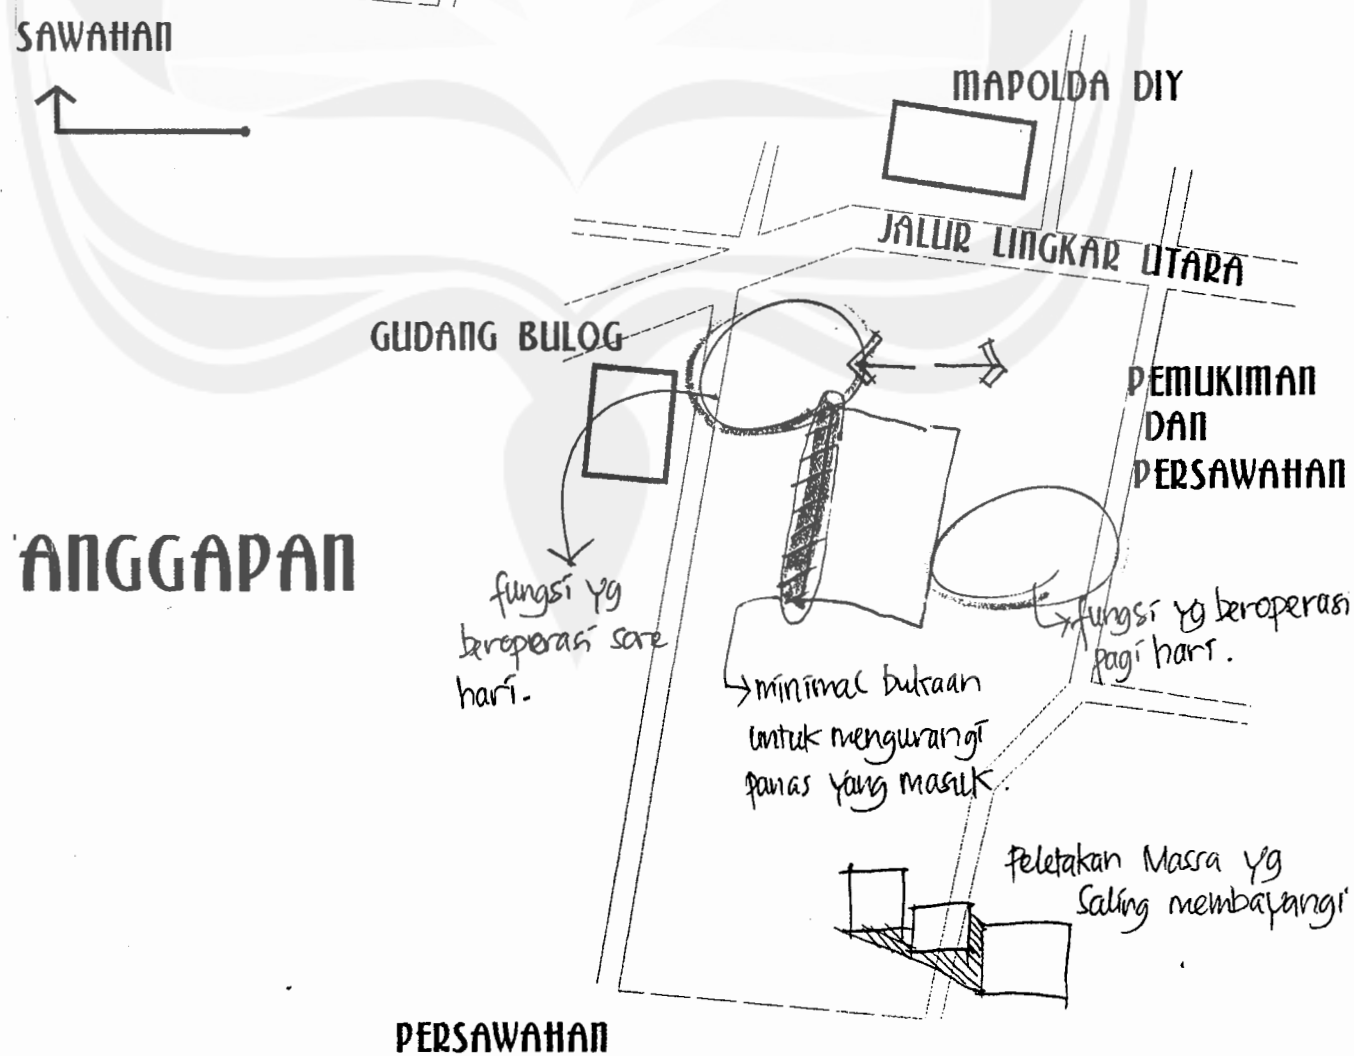 SAWAHAN
MAPOLDA DIY
JALUR LINGKAR UTARA
GUDANG BULOG
PEMUKIMAN
DAN
PERSAWAHAN
ANGGAPAN
fungsi yg
beroperasi sore
hari.
fungsi yg beroperasi
pagi hari.
minimal bukaan
untuk mengurangi
panas yang masuk.
Peletakan Massa yg
saling membayangi
PERSAWAHAN